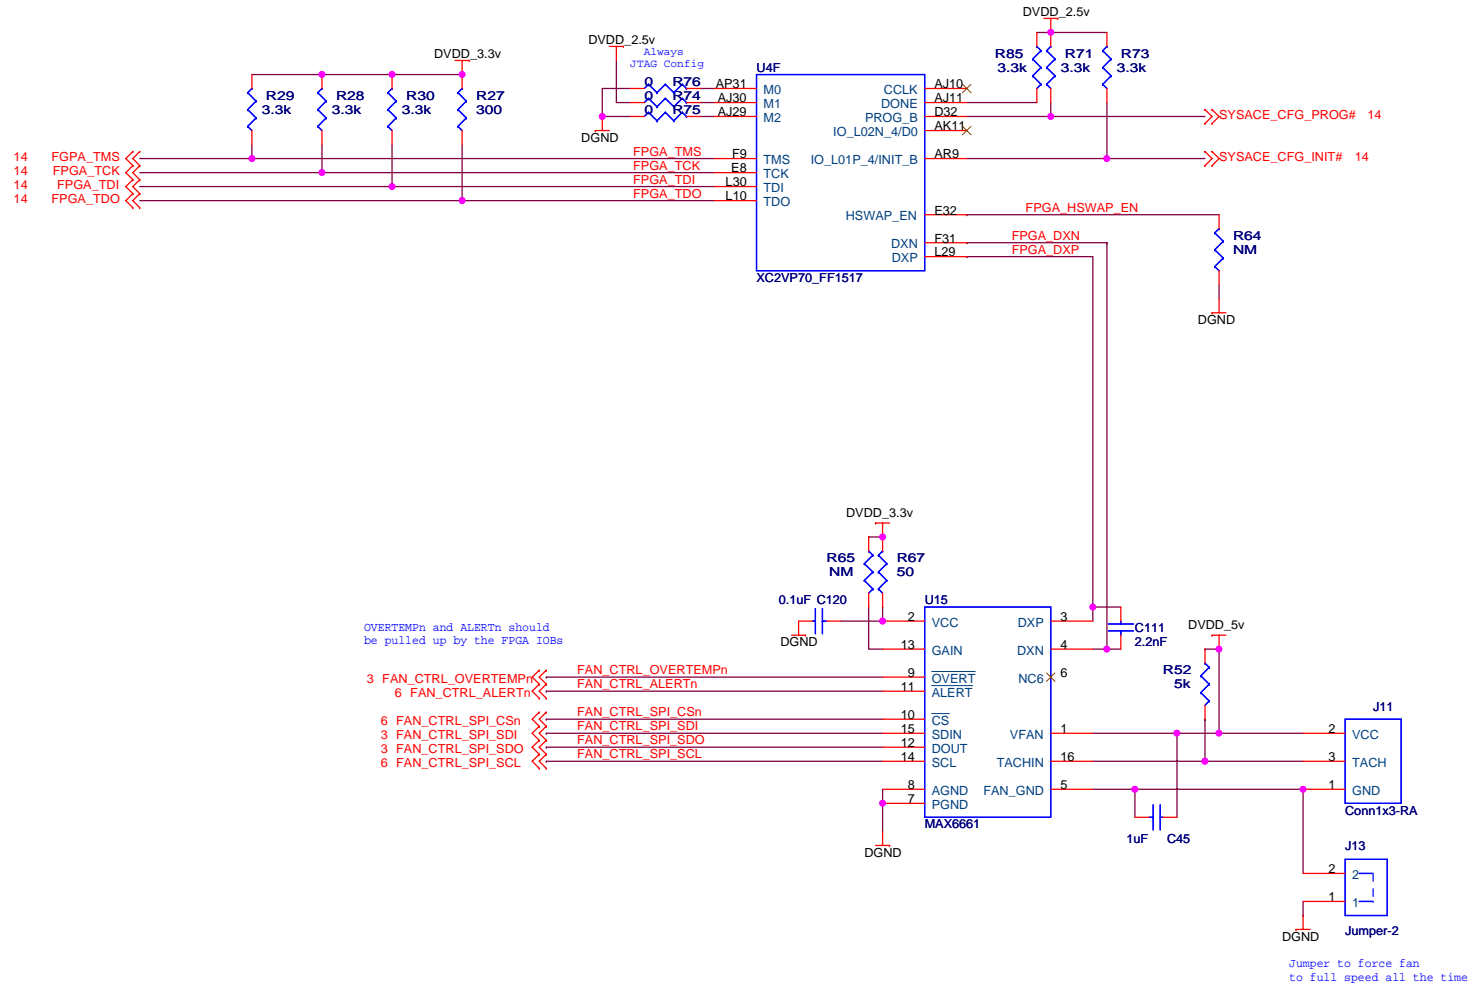 DVDD_2.5v
DVDD_2.5v
DVDD_3.3v
Always
JTAG Config
R85
3.3k
R71
3.3k
R73
3.3k
R29
3.3k
R28
3.3k
R30
3.3k
R27
300
0 R76
0 R74
0 R75
DGND
U4F
AP31 M0
AJ30 M1
AJ29 M2
CCLK AJ10
DONE AJ11
PROG_B D32
IO_L02N_4/D0 AK11
IO_L01P_4/INIT_B AR9
SYSACE_CFG_PROG# 14
SYSACE_CFG_INIT# 14
14 FGPA_TMS
14 FPGA_TCK
14 FPGA_TDI
14 FPGA_TDO
FPGA_TMS F9 TMS
FPGA_TCK E8 TCK
FPGA_TDI L30 TDI
FPGA_TDO L10 TDO
HSWAP_EN E32 FPGA_HSWAP_EN
DXN F31 FPGA_DXN
DXP L29 FPGA_DXP
R64
NM
XC2VP70_FF1517
DGND
DVDD_3.3v
R65
NM
R67
50
0.1uF C120
DGND
U15
OVERTEMPn and ALERTn should
be pulled up by the FPGA IOBs
2 VCC
13 GAIN
9 OVERT
11 ALERT
10 CS
15 SDIN
12 DOUT
14 SCL
8 AGND
7 PGND
DXP 3
DXN 4
NC6 6
VFAN 1
TACHIN 16
FAN_GND 5
MAX6661
3 FAN_CTRL_OVERTEMPn
6 FAN_CTRL_ALERTn
6 FAN_CTRL_SPI_CSn
3 FAN_CTRL_SPI_SDI
3 FAN_CTRL_SPI_SDO
6 FAN_CTRL_SPI_SCL
FAN_CTRL_OVERTEMPn
FAN_CTRL_ALERTn
FAN_CTRL_SPI_CSn
FAN_CTRL_SPI_SDI
FAN_CTRL_SPI_SDO
FAN_CTRL_SPI_SCL
DGND
C111
2.2nF
DVDD_5v
R52
5k
J11
2 VCC
3 TACH
1 GND
Conn1x3-RA
1uF C45
J13
2 2
1 1
Jumper-2
DGND
Jumper to force fan
to full speed all the time